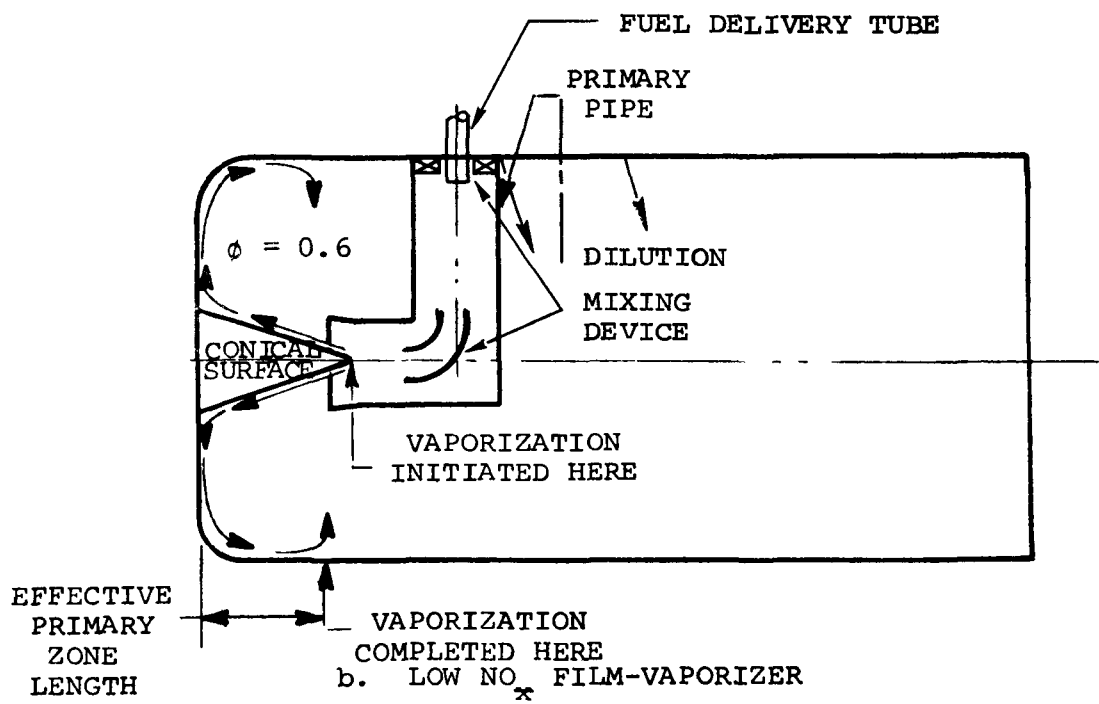 FUEL DELIVERY TUBE
PRIMARY
PIPE
ϕ = 0.6
DILUTION
MIXING
DEVICE
CONICAL
SURFACE
VAPORIZATION
INITIATED HERE
EFFECTIVE
PRIMARY
ZONE
LENGTH
VAPORIZATION
COMPLETED HERE
b. LOW NOx FILM-VAPORIZER